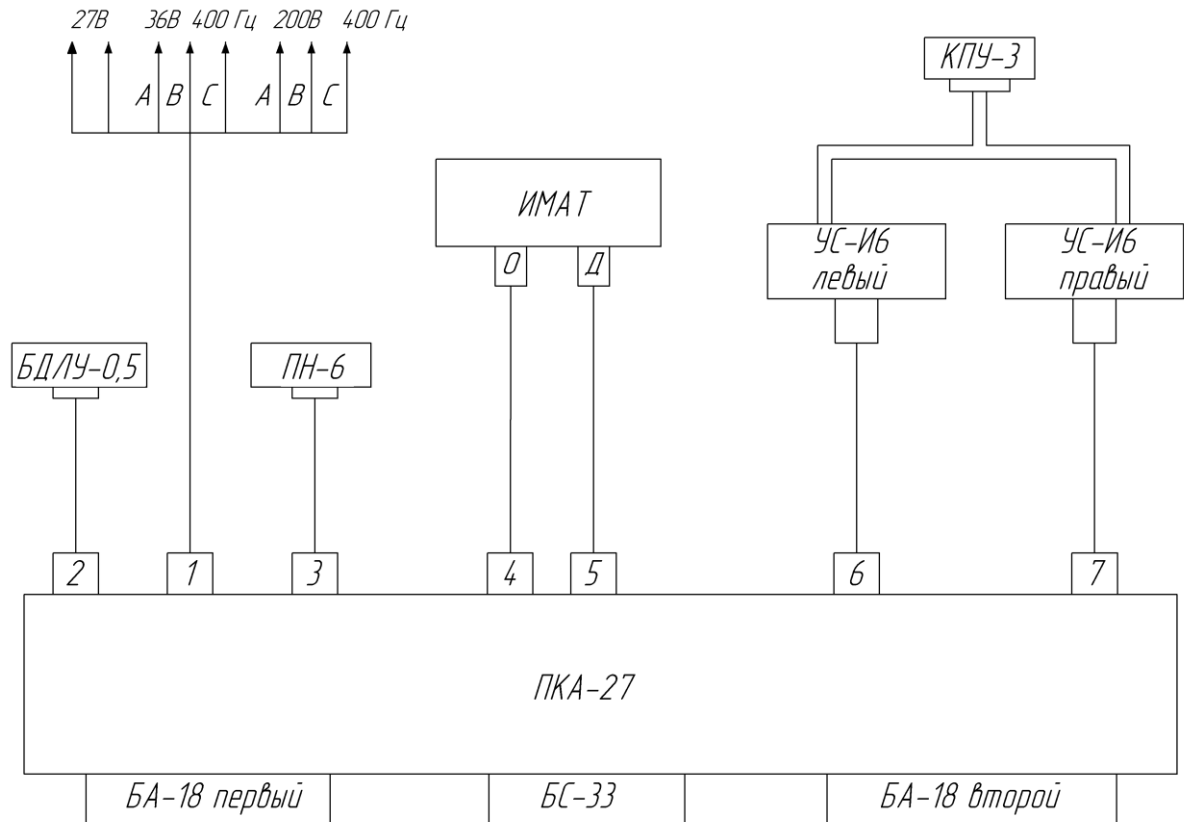 27В 36В 400 Гц 200В 400 Гц
А В С А В С
КПУ-3
ИМАТ
О Д
УС-И6 левый
УС-И6 правый
БДЛУ-0,5 ПН-6
2 1 3 4 5 6 7
ПКА-27
БА-18 первый БС-33 БА-18 второй